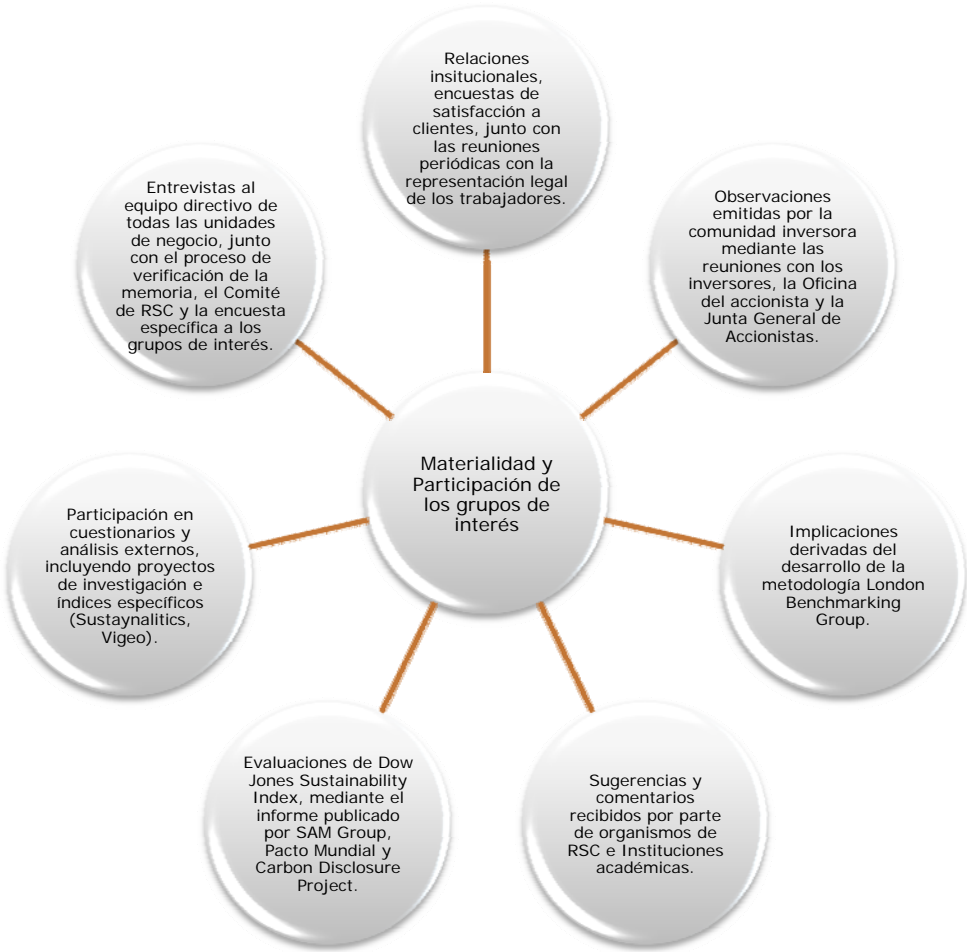 Relaciones
insitucionales,
encuestas de
satisfacción a
clientes, junto con
las reuniones
periódicas con la
representación legal
de los trabajadores.
Observaciones
emitidas por la
comunidad inversora
mediante las
reuniones con los
inversores, la Oficina
del accionista y la
Junta General de
Accionistas.
Implicaciones
derivadas del
desarrollo de la
metodología London
Benchmarking
Group.
Sugerencias y
comentarios
recibidos por parte
de organismos de
RSC e Instituciones
académicas.
Evaluaciones de Dow
Jones Sustainability
Index, mediante el
informe publicado
por SAM Group,
Pacto Mundial y
Carbon Disclosure
Project.
Participación en
cuestionarios y
análisis externos,
incluyendo proyectos
de investigación e
índices específicos
(Sustaynalitics,
Vigeo).
Entrevistas al
equipo directivo de
todas las unidades
de negocio, junto
con el proceso de
verificación de la
memoria, el Comité
de RSC y la encuesta
específica a los
grupos de interés.
Materialidad y
Participación de
los grupos de
interés